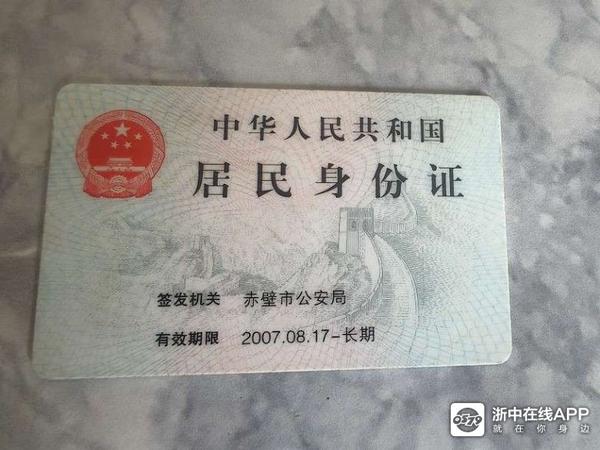 中华人民共和国
居民身份证
签发机关 赤壁市公安局
有效期限 2007.08.17-长期
浙中在线APP
就在你身边